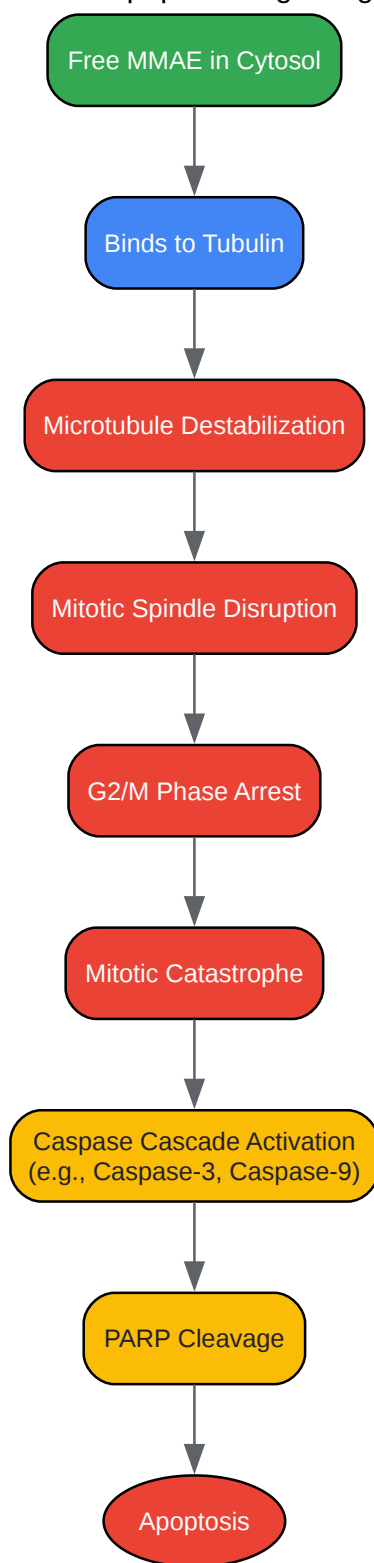 Free MMAE in Cytosol
Binds to Tubulin
Microtubule Destabilization
Mitotic Spindle Disruption
G2/M Phase Arrest
Mitotic Catastrophe
Caspase Cascade Activation
(e.g., Caspase-3, Caspase-9)
PARP Cleavage
Apoptosis